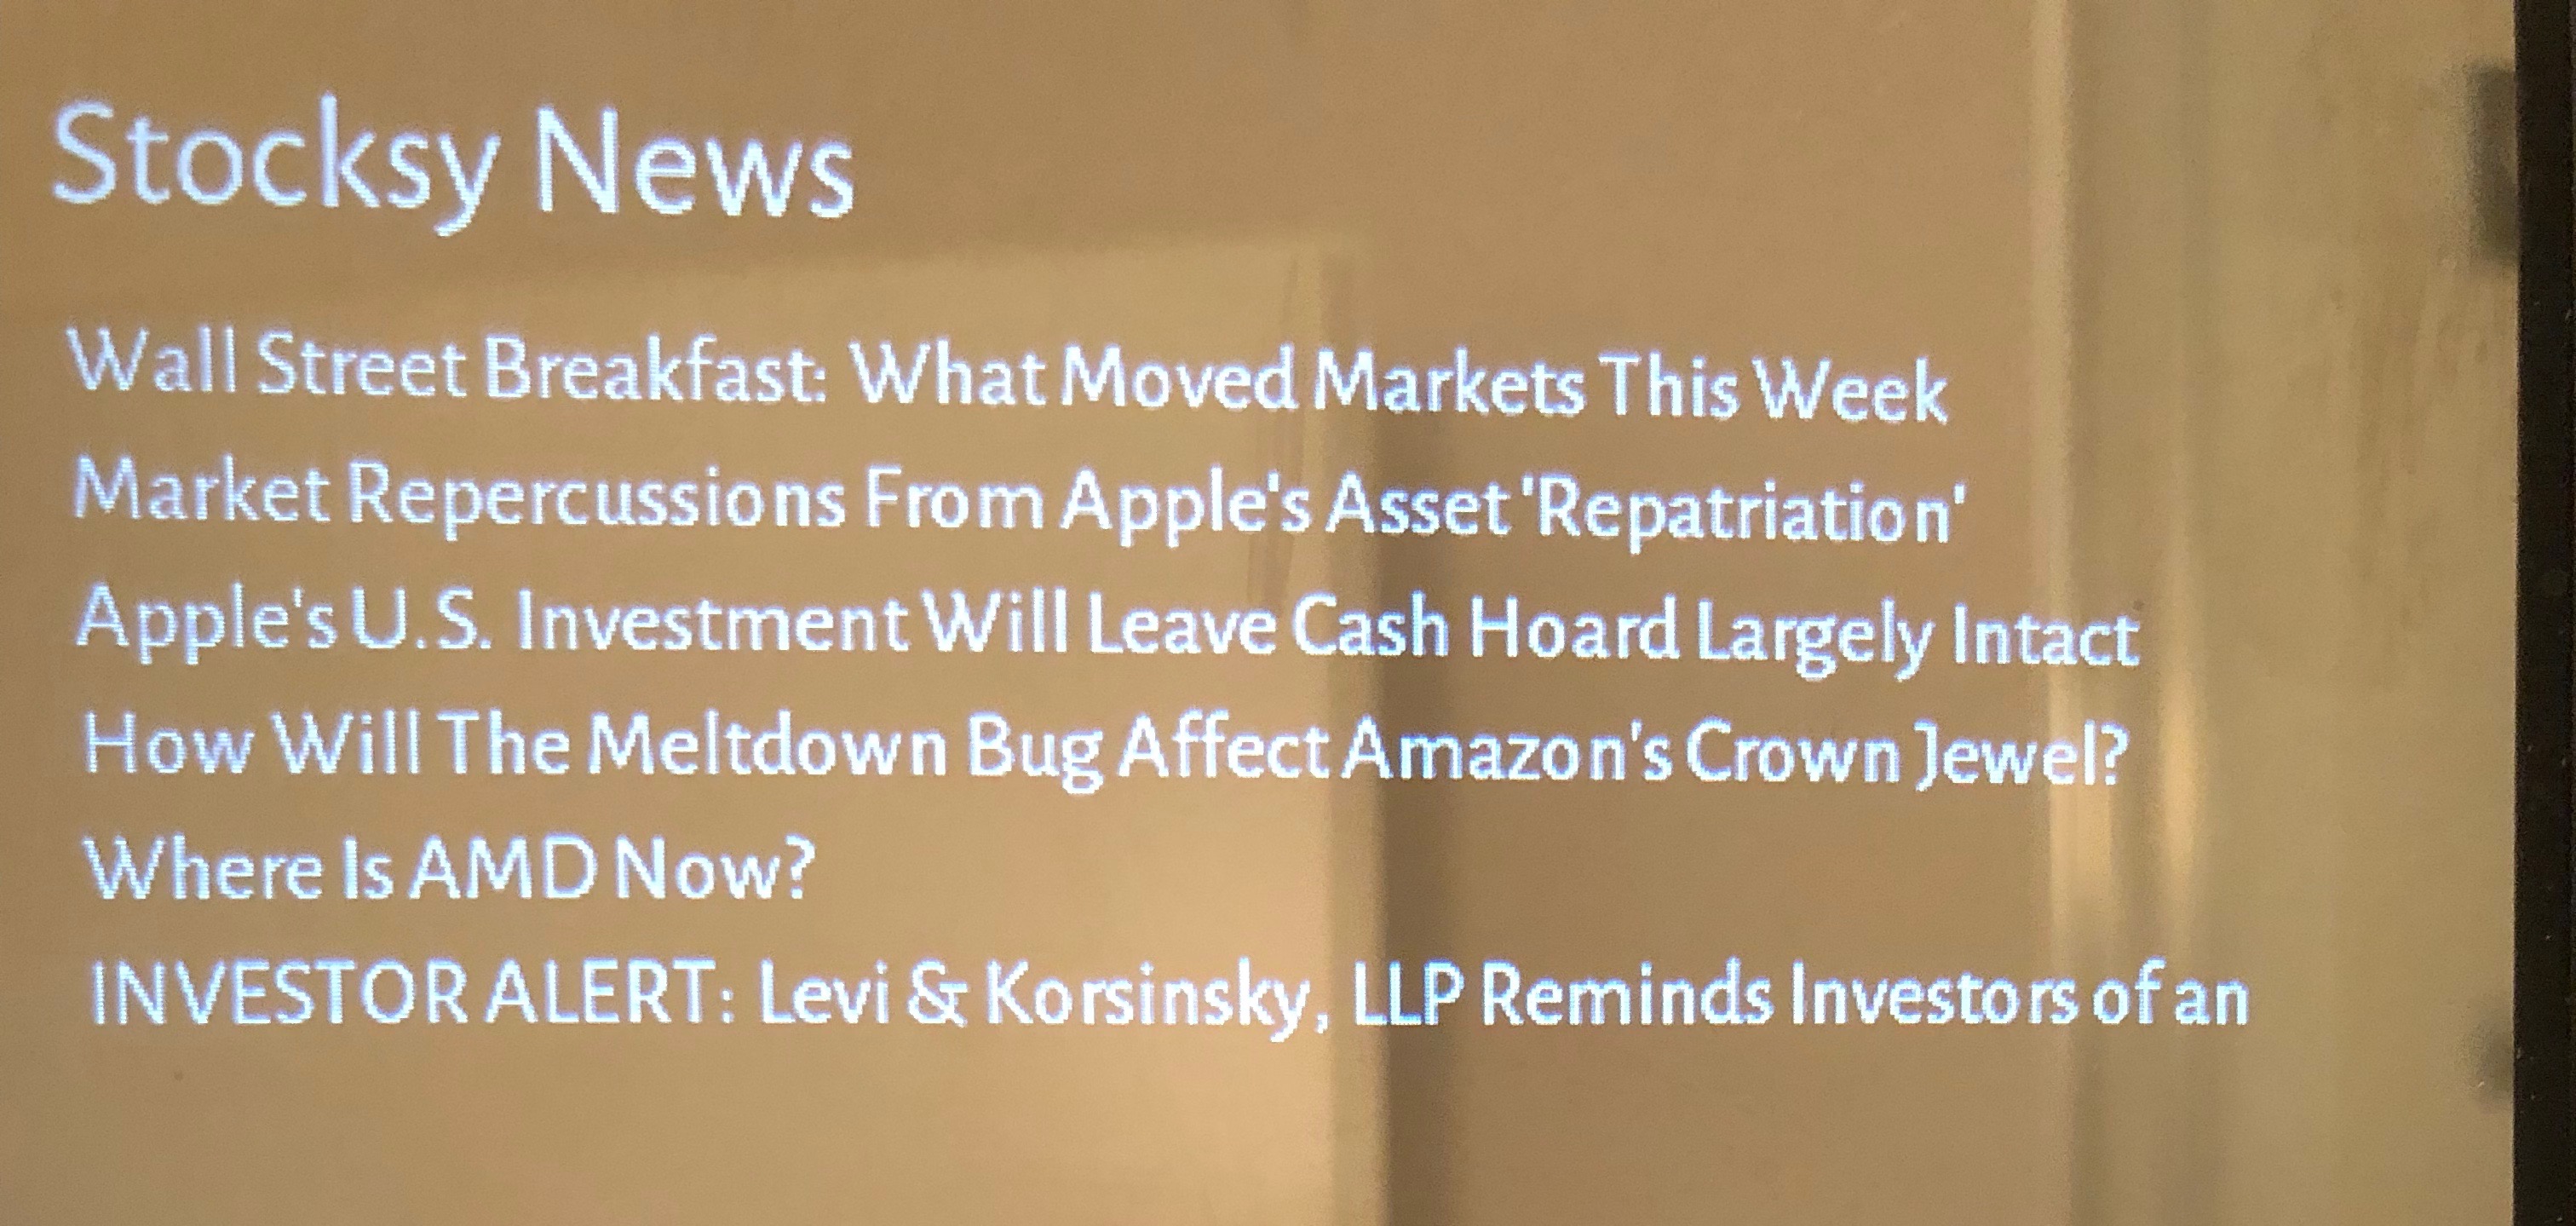 Stocksy News
Wall Street Breakfast: What Moved Markets This Week
Market Repercussions From Apple's Asset 'Repatriation'
Apple's U.S. Investment Will Leave Cash Hoard Largely Intact
How Will The Meltdown Bug Affect Amazon's Crown Jewel?
Where Is AMD Now?
INVESTOR ALERT: Levi & Korsinsky, LLP Reminds Investors of an